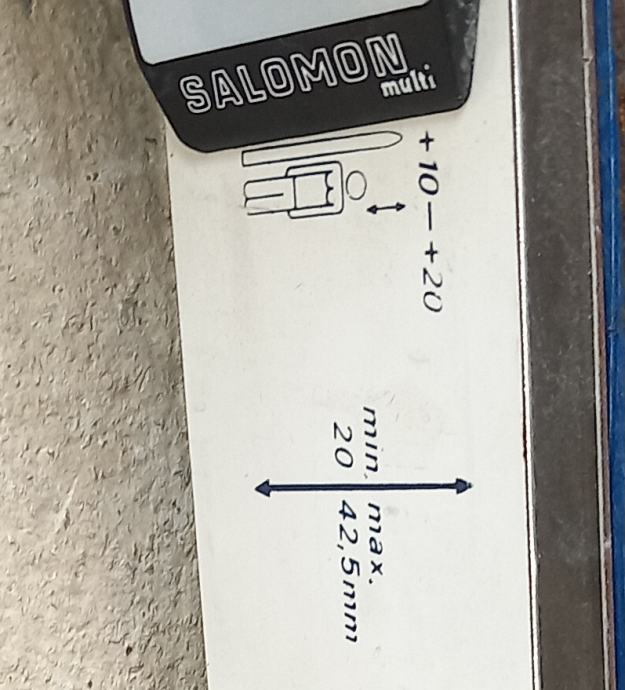 SALOMON
multi
+10—+20
min. max.
20 42,5mm